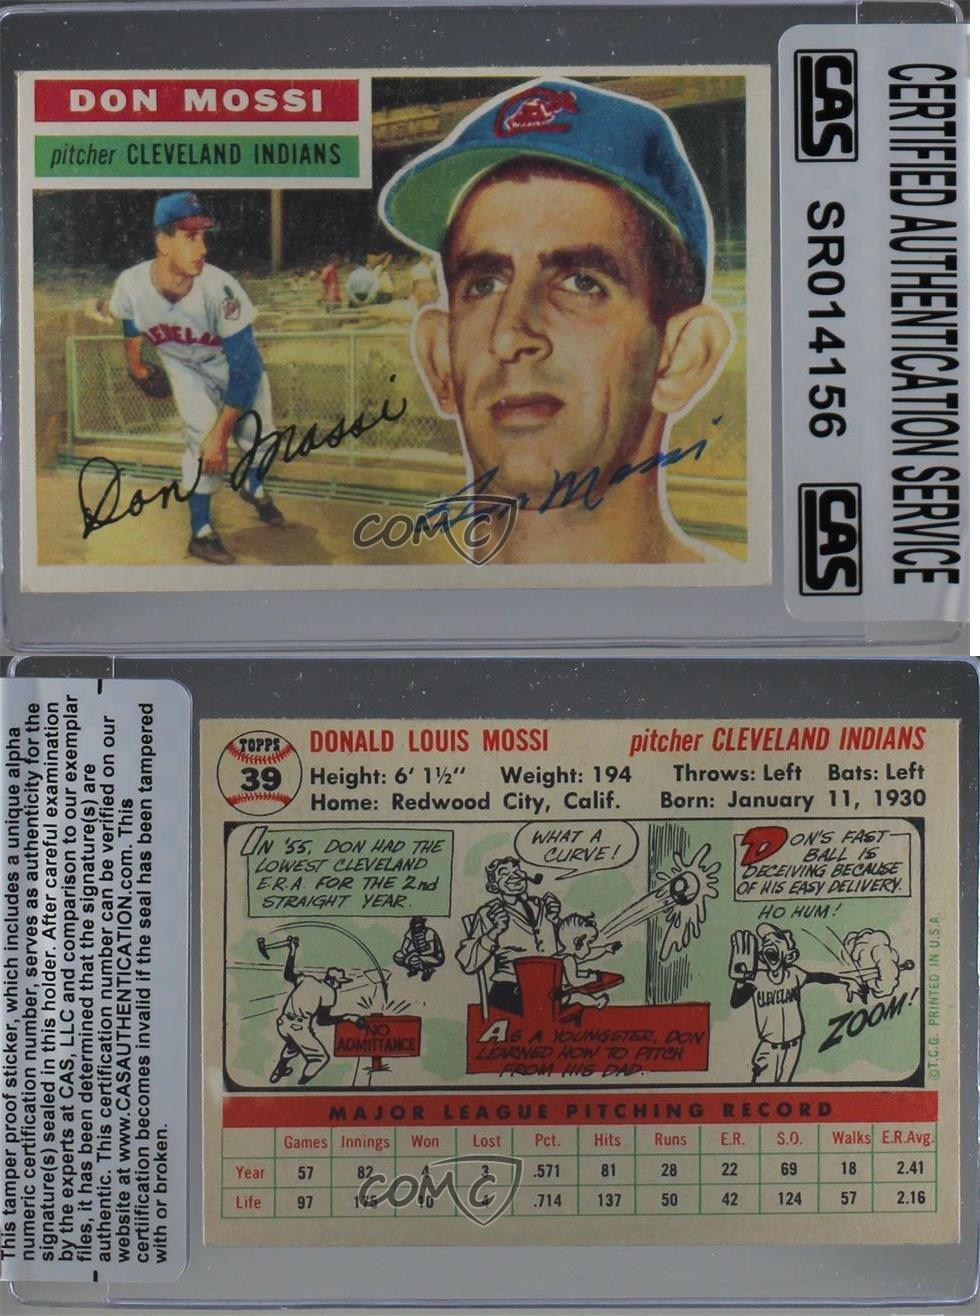 DON MOSSI
pitcher CLEVELAND INDIANS
CLEVELA
Don Mossi
Don Mossi
COMC
CAS
SR014156
CAS
CERTIFIED AUTHENTICATION SERVICE
This tamper proof sticker, which includes a unique alpha
numeric certification number, serves as authenticity for the
signature(s) sealed in this holder. After careful examination
by the experts at CAS, LLC and comparison to our exemplar
files, it has been determined that the signature(s) are
authentic. This certification number can be verified on our
website at www.CASAUTHENTICATION.com. This
certiification becomes invalid if the seal has been tampered
with or broken.
TOPPS
39
DONALD LOUIS MOSSI pitcher CLEVELAND INDIANS
Height: 6' 1½" Weight: 194 Throws: Left Bats: Left
Home: Redwood City, Calif. Born: January 11, 1930
IN '55, DON HAD THE
LOWEST CLEVELAND
E.R.A. FOR THE 2nd
STRAIGHT YEAR.
NO
ADMITTANCE
WHAT A
CURVE!
AS A YOUNGSTER, DON
LEARNED HOW TO PITCH
FROM HIS DAD.
DON'S FAST-
BALL IS
DECEIVING BECAUSE
OF HIS EASY DELIVERY.
HO HUM!
CLEVELAND
ZOOM!
©T.C.G. PRINTED IN U.S.A.
MAJOR LEAGUE PITCHING RECORD
Games Innings Won Lost Pct. Hits Runs E.R. S.O. Walks E.R.Avg.
Year 57 82 4 3 .571 81 28 22 69 18 2.41
Life 97 175 10 4 .714 137 50 42 124 57 2.16
COMC